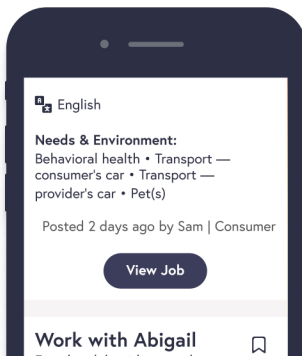 English
Needs & Environment:
Behavioral health • Transport —
consumer's car • Transport —
provider's car • Pet(s)
Posted 2 days ago by Sam | Consumer
View Job
Work with Abigail